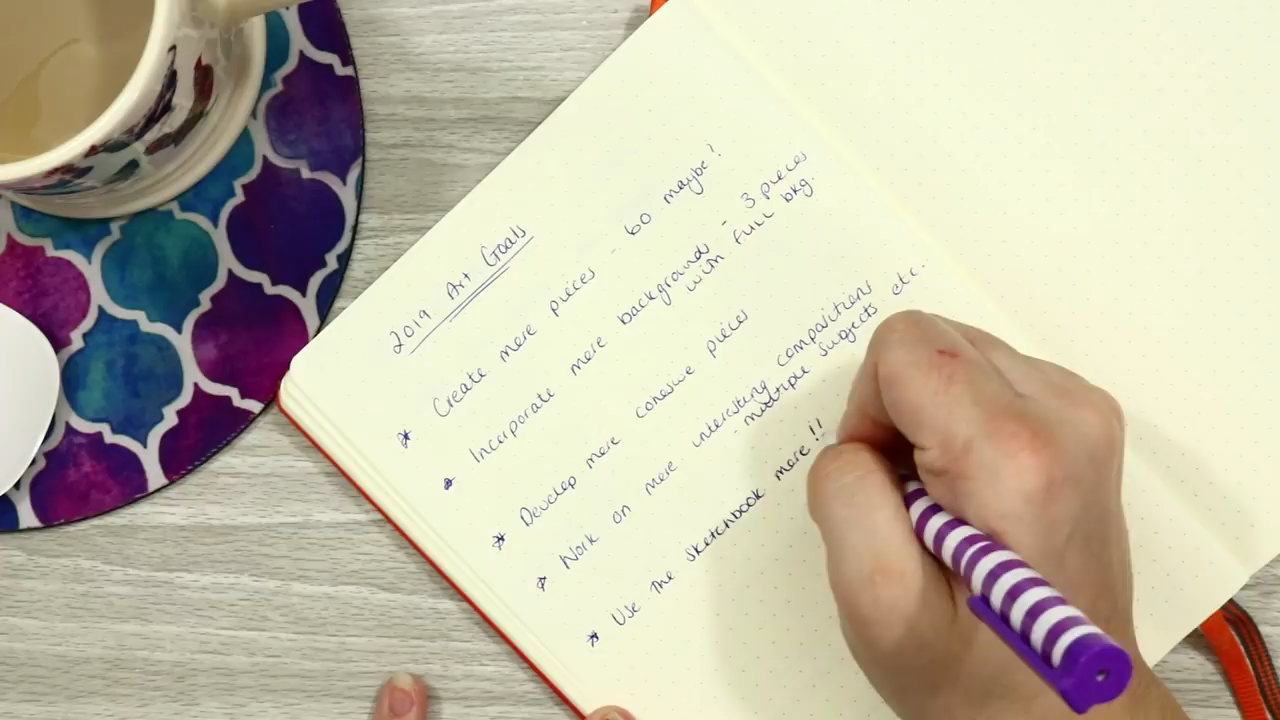 2019 Art Goals
* Create more pieces - 60 maybe!
* Incorporate more backgrounds - 3 pieces
with full bkg.
* Develop more cohesive pieces
* Work on more interesting compositions
- multiple subjects etc.
* Use the sketchbook more!!